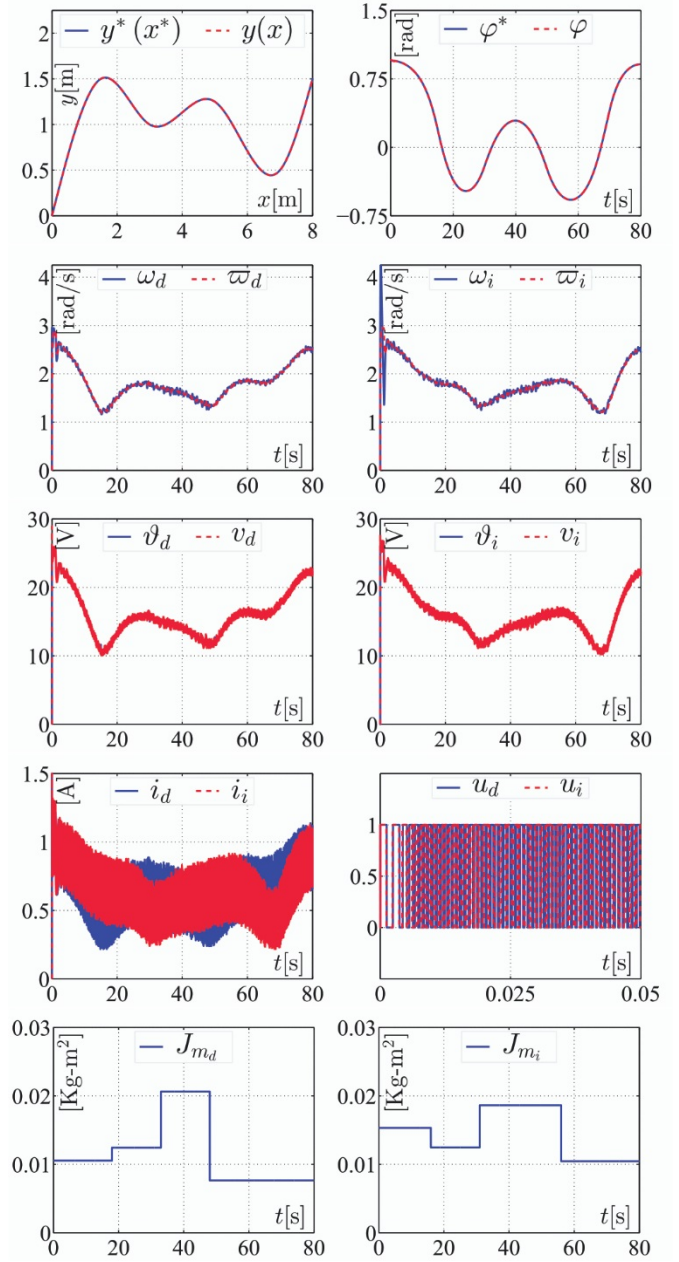 y* (x*) y(x)
y[m]
2
1.5
1
0.5
0
0 2 4 6 8
x[m]
φ* φ
[rad]
1.5
0.75
0
−0.75
0 20 40 60 80
t[s]
ω_d ϖ_d
[rad/s]
4
3
2
1
0
0 20 40 60 80
t[s]
ω_i ϖ_i
[rad/s]
4
3
2
1
0
0 20 40 60 80
t[s]
ϑ_d v_d
[V]
30
20
10
0
0 20 40 60 80
t[s]
ϑ_i v_i
[V]
30
20
10
0
0 20 40 60 80
t[s]
i_d i_i
[A]
1.5
1
0.5
0
0 20 40 60 80
t[s]
u_d u_i
1
0
0 0.025 0.05
t[s]
J_{m_d}
[Kg-m²]
0.03
0.02
0.01
0
0 20 40 60 80
t[s]
J_{m_i}
[Kg-m²]
0.03
0.02
0.01
0
0 20 40 60 80
t[s]